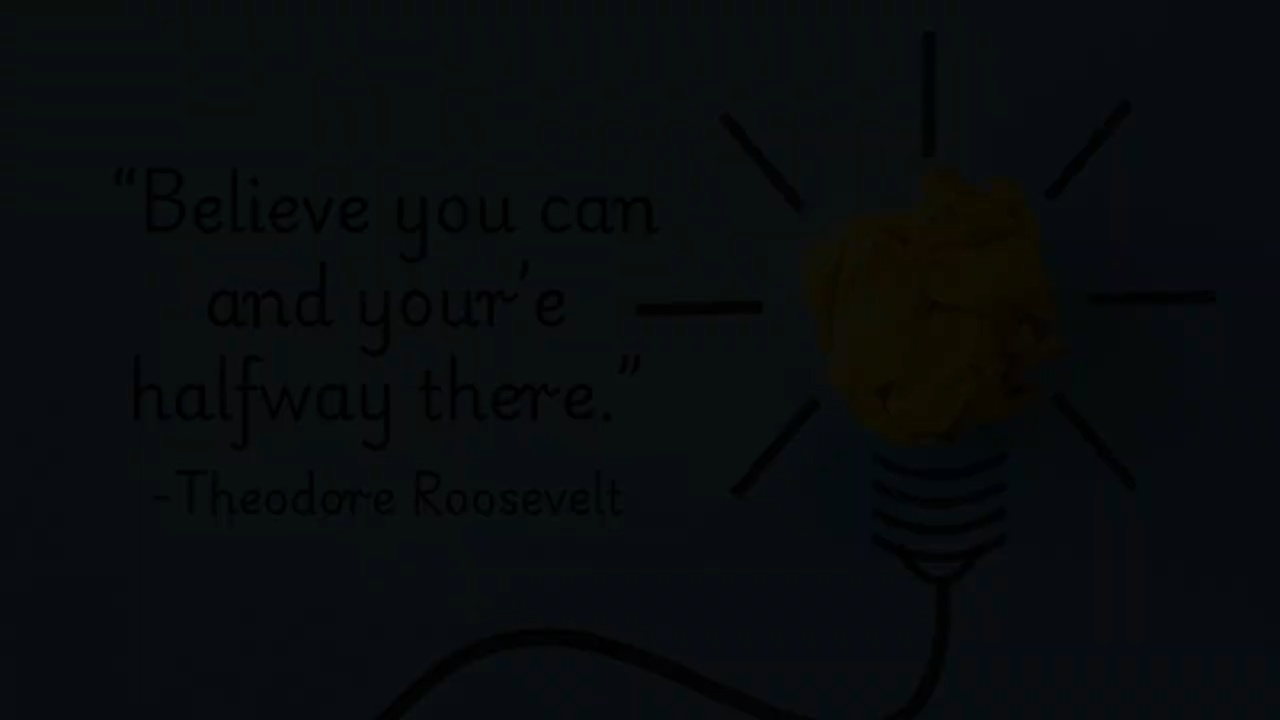 “Believe you can
and your’e
halfway there.”
-Theodore Roosevelt